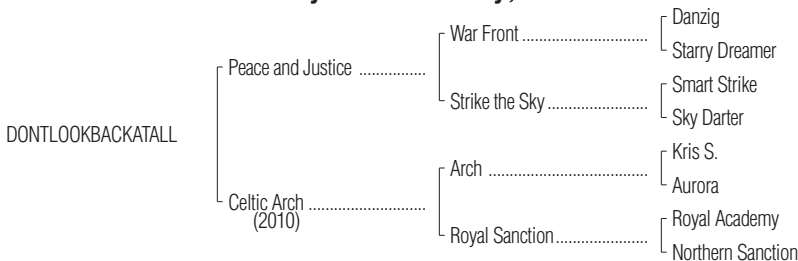 Danzig
War Front ......................
Starry Dreamer
Peace and Justice ................
Smart Strike
Strike the Sky .................
Sky Darter
DONTLOOKBACKATALL
Kris S.
Arch ...........................
Aurora
Celtic Arch ............................
(2010)
Royal Academy
Royal Sanction ...............
Northern Sanction